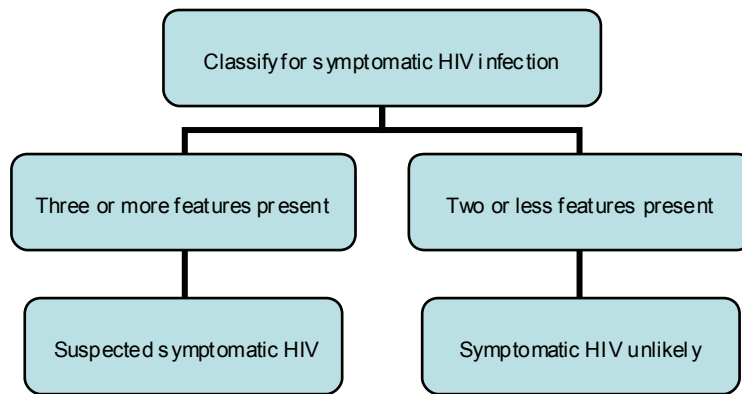 Classify for symptomatic HIV infection
Three or more features present
Two or less features present
Suspected symptomatic HIV
Symptomatic HIV unlikely